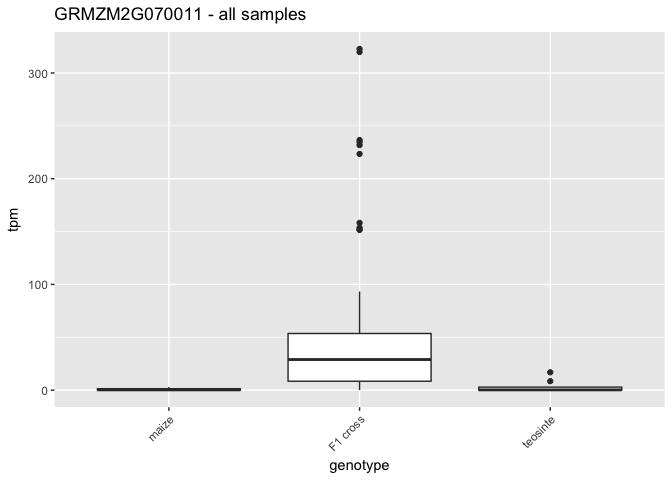 GRMZM2G070011 - all samples
300
200
100
0
tpm
maize
F1 cross
teosinte
genotype